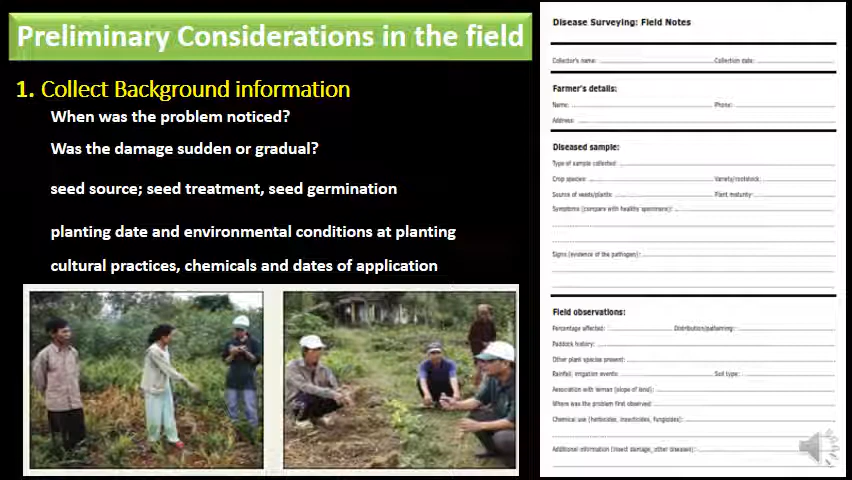 Preliminary Considerations in the field
1. Collect Background information
When was the problem noticed?
Was the damage sudden or gradual?
seed source; seed treatment, seed germination
planting date and environmental conditions at planting
cultural practices, chemicals and dates of application
Disease Surveying: Field Notes
Collector's name: Collection date:
Farmer's details:
Name: Phone:
Address:
Diseased sample:
Type of sample collected:
Crop species: Variety/rootstock:
Source of seeds/plants: Plant maturity:
Symptoms (compare with healthy specimens):
Signs (evidence of the pathogen):
Field observations:
Percentage affected: Distribution/patterning:
Paddock history:
Other plant species present:
Rainfall, irrigation events: Soil type:
Association with terrain (slope of land):
Where was the problem first observed:
Chemical use (herbicides, insecticides, fungicides):
Additional information (insect damage, other diseases):